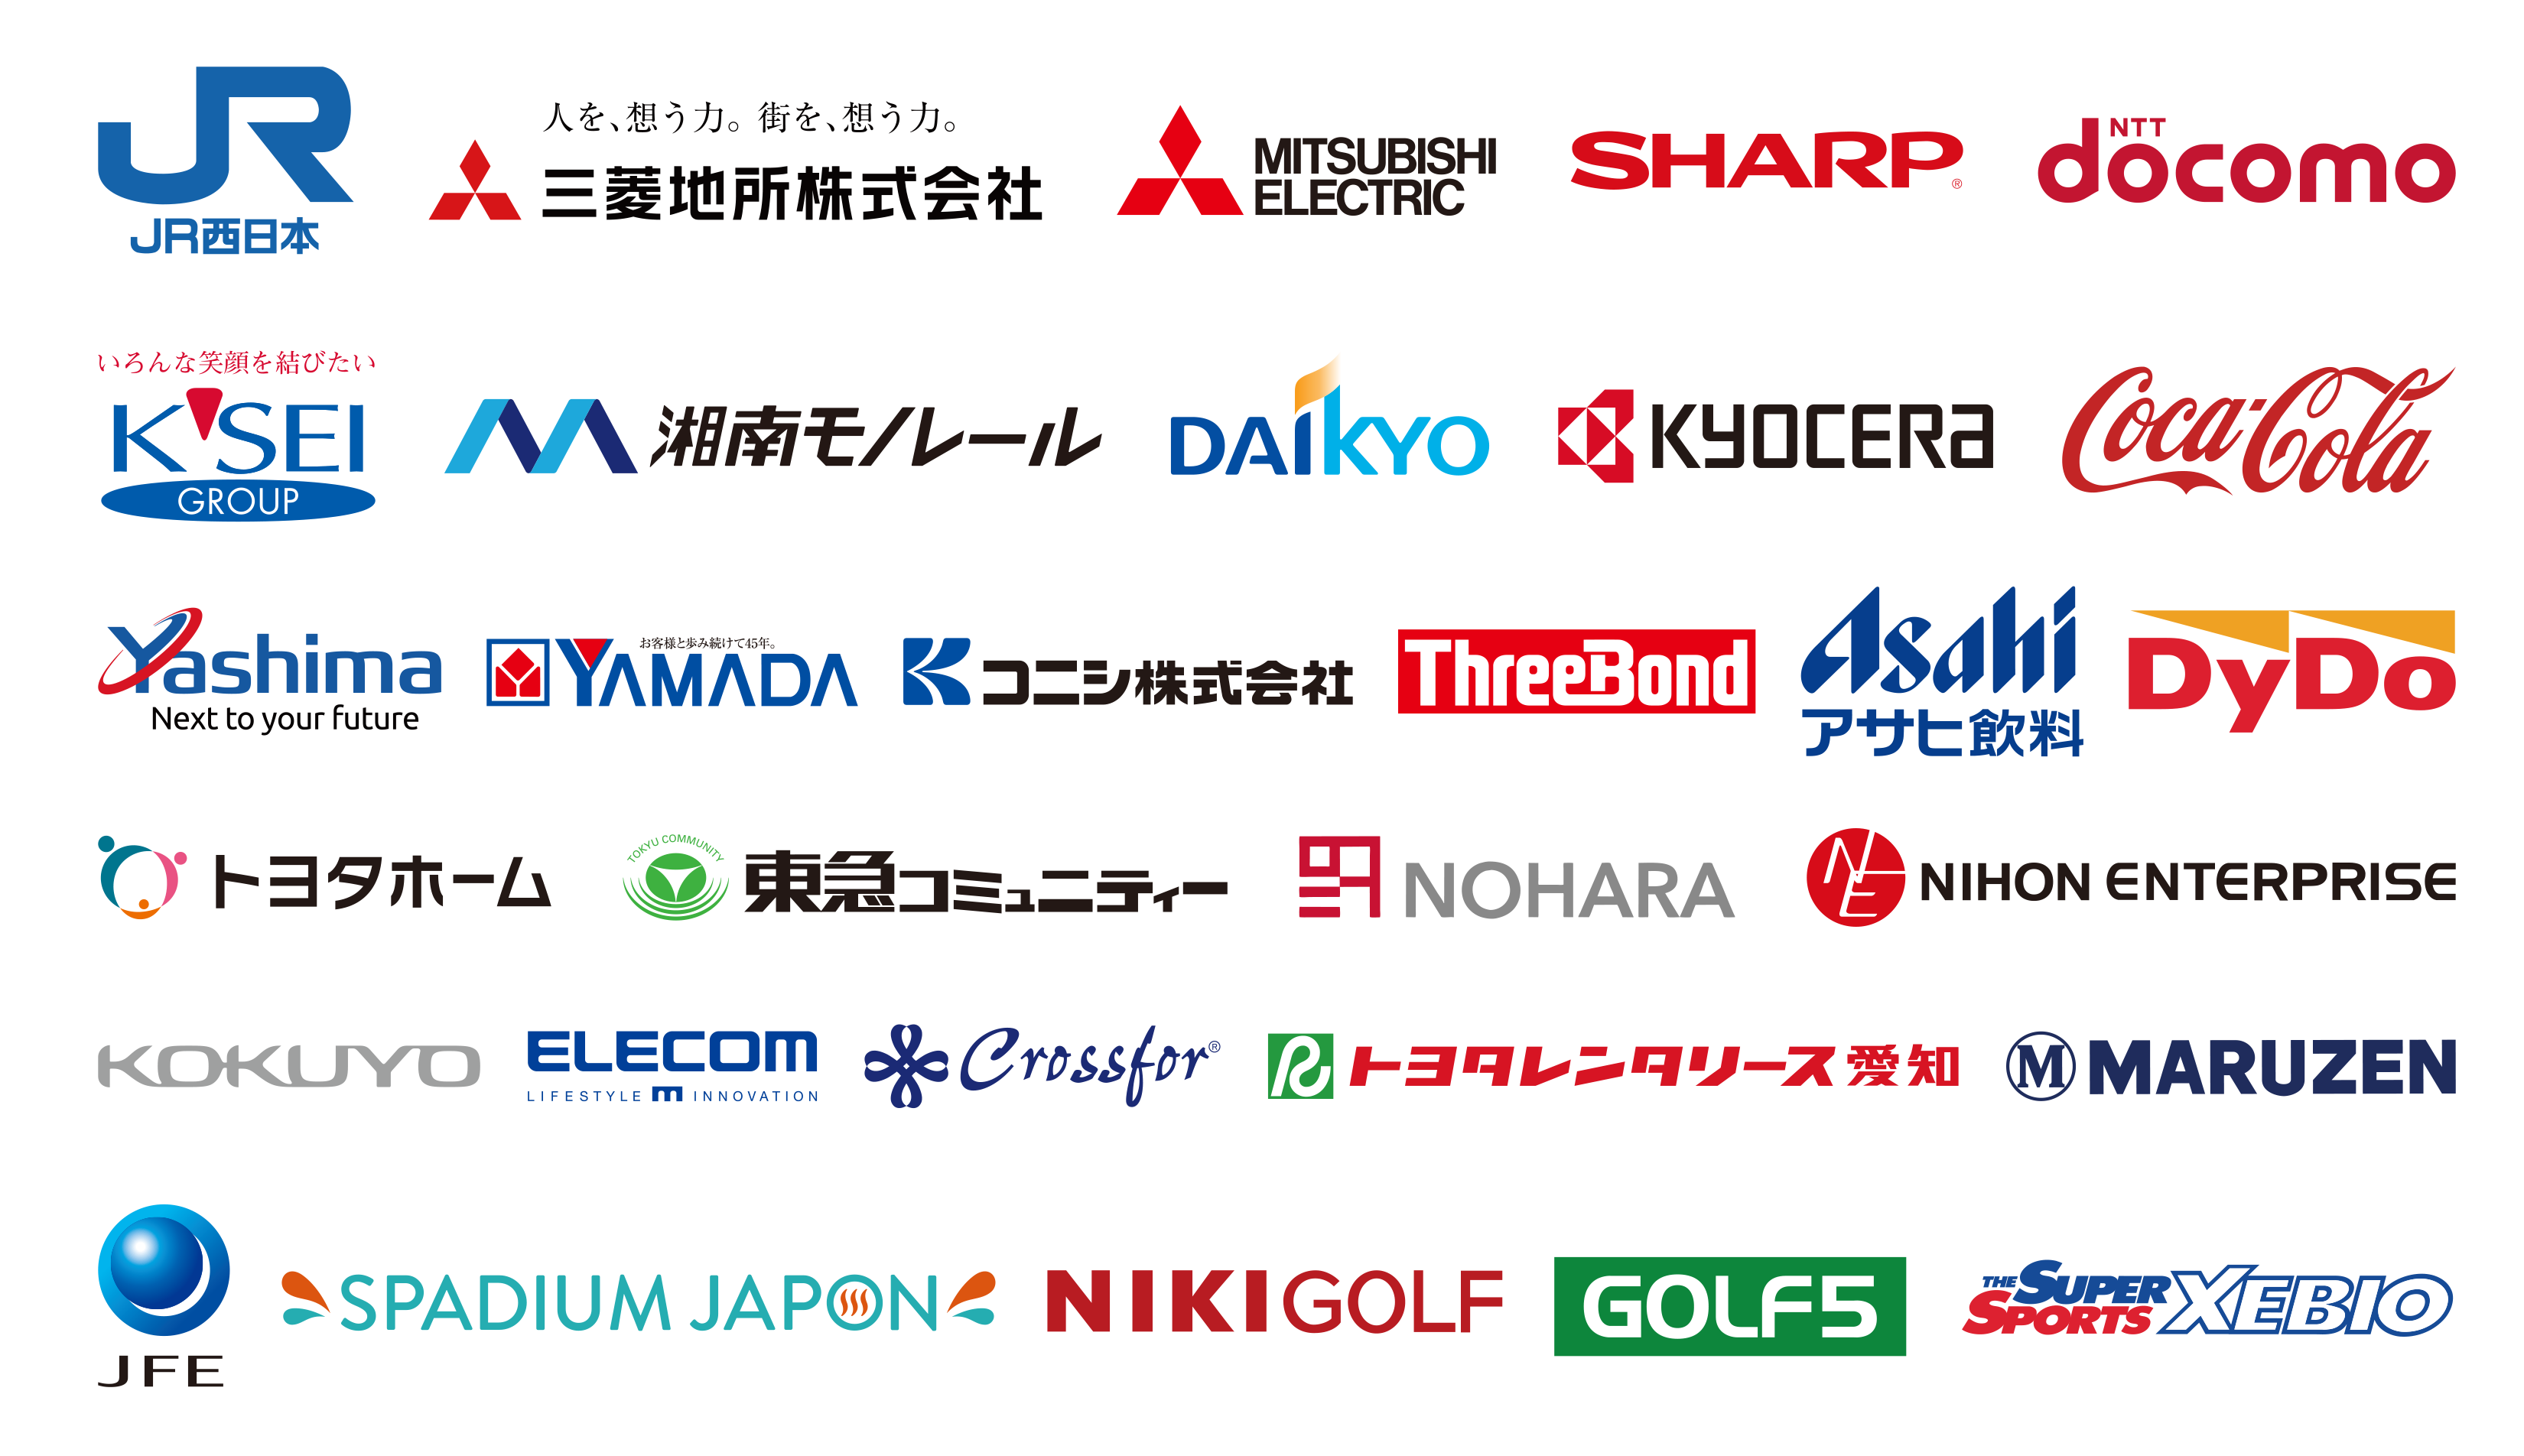 JR
JR西日本
人を、想う力。街を、想う力。
三菱地所株式会社
MITSUBISHI
ELECTRIC
SHARP®
NTT
docomo
いろんな笑顔を結びたい
K'SEI
GROUP
湘南モノレール
DAIKYO
KYOCERA
Coca-Cola
Yashima
Next to your future
お客様と歩み続けて45年。
YAMADA
コニシ株式会社
ThreeBond
Asahi
アサヒ飲料
DyDo
トヨタホーム
TOKYU COMMUNITY
東急コミュニティー
NOHARA
NE
NIHON ENTERPRISE
KOKUYO
ELECOM
LIFESTYLE INNOVATION
Crossfor®
R
トヨタレンタリース愛知
M
MARUZEN
JFE
SPADIUM JAPON
NIKI GOLF
GOLF5
THE SUPER
SPORTS
XEBIO